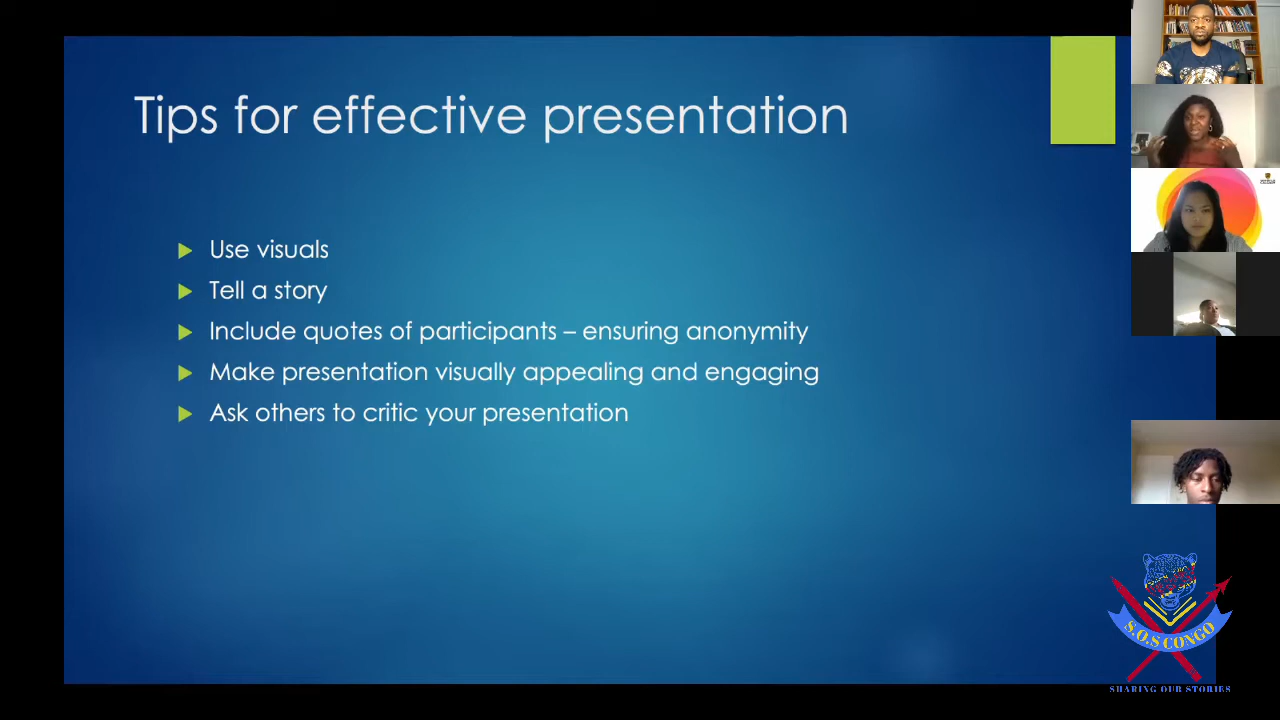 Tips for effective presentation
Use visuals
Tell a story
Include quotes of participants – ensuring anonymity
Make presentation visually appealing and engaging
Ask others to critic your presentation
S.O.S CONGO
SHARING OUR STORIES